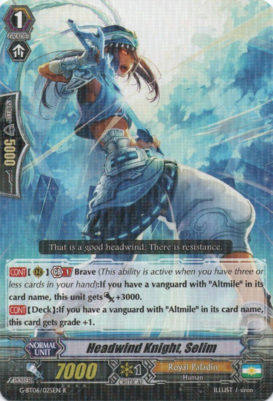 1
5000
That is a good headwind. There is resistance.
CONT [ ] 1 Brave (This ability is active when you have three or
less cards in your hand):If you have a vanguard with "Altmile" in
its card name, this unit gets +3000.
CONT [Deck]:If you have a vanguard with "Altmile" in its card name, this
card gets grade +1.
NORMAL
UNIT
Headwind Knight, Selim
7000
Royal Paladin
Human
G-BT06/025EN R
ILLUST / siron